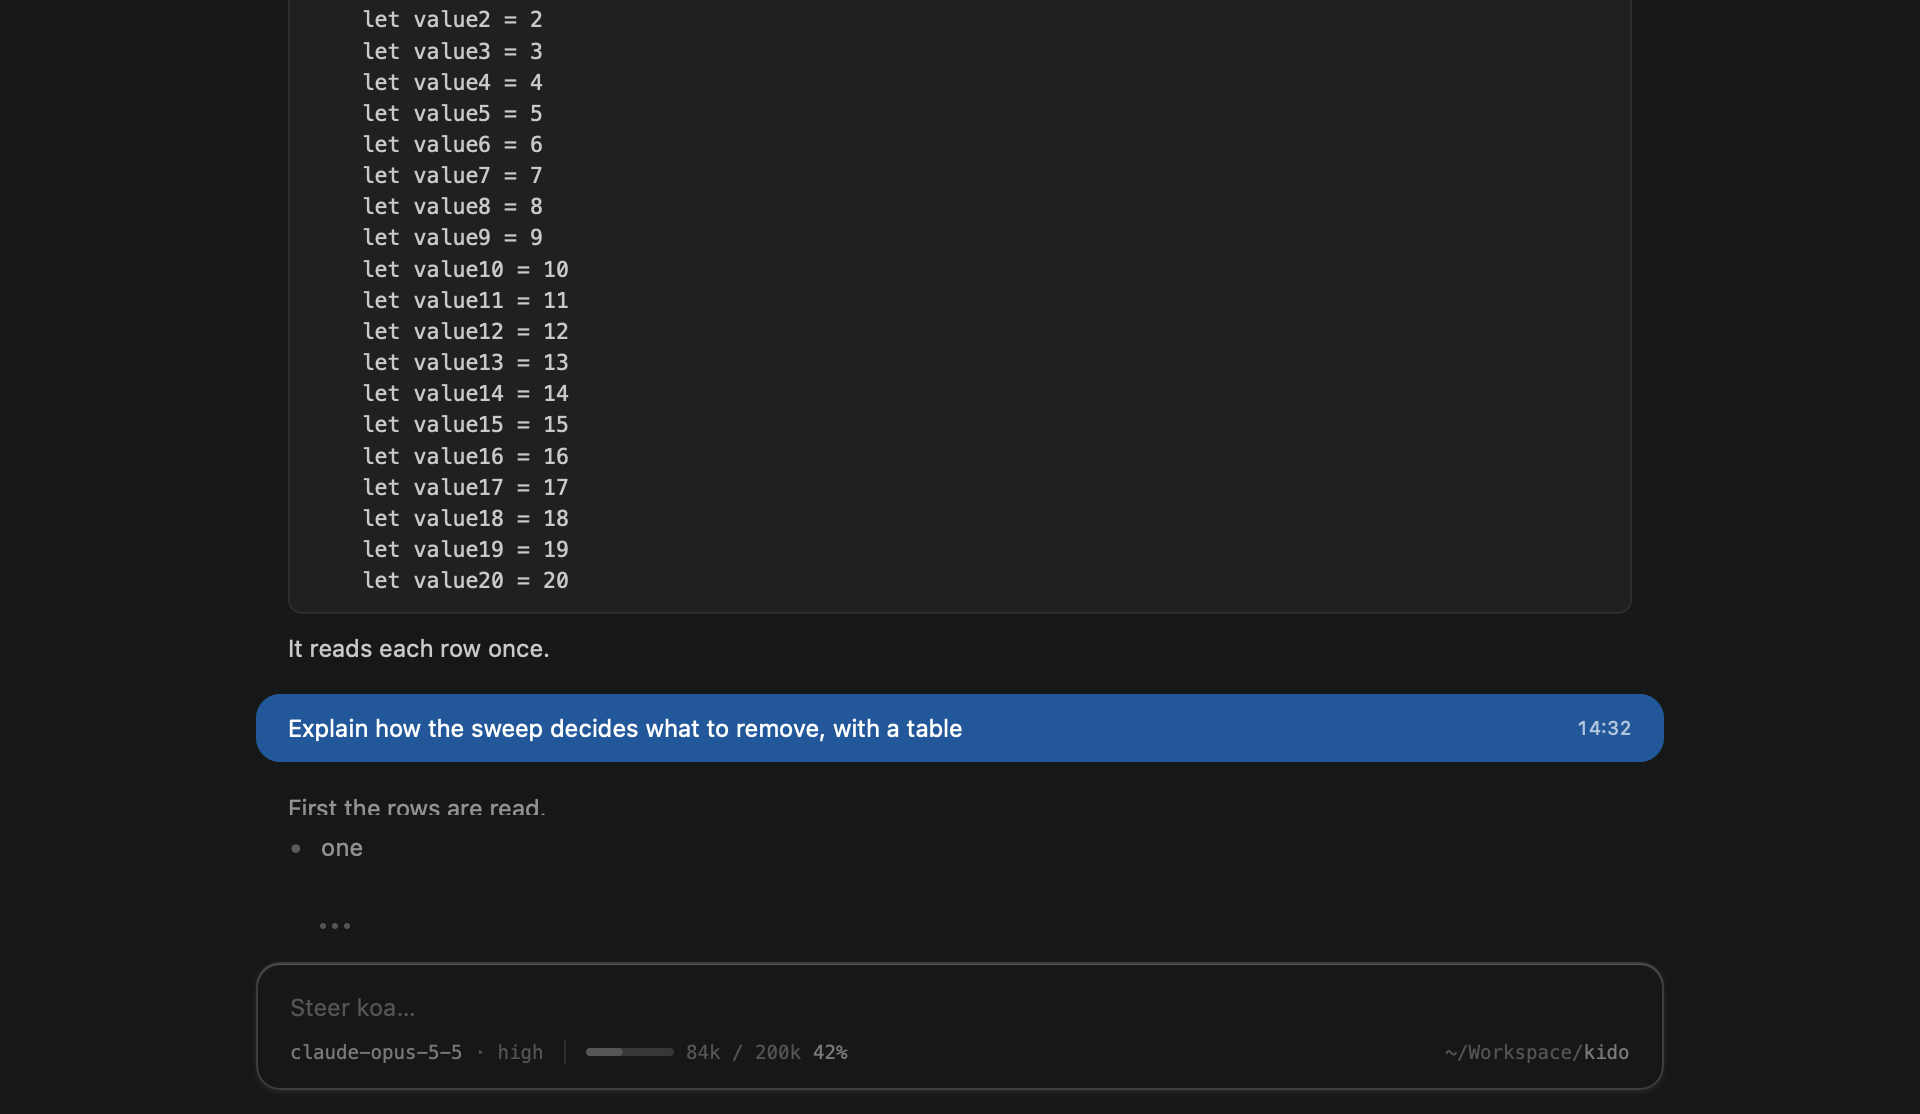 let value2 = 2
let value3 = 3
let value4 = 4
let value5 = 5
let value6 = 6
let value7 = 7
let value8 = 8
let value9 = 9
let value10 = 10
let value11 = 11
let value12 = 12
let value13 = 13
let value14 = 14
let value15 = 15
let value16 = 16
let value17 = 17
let value18 = 18
let value19 = 19
let value20 = 20
It reads each row once.
Explain how the sweep decides what to remove, with a table 14:32
First the rows are read.
• one
...
Steer koa...
claude-opus-5-5 · high | 84k / 200k 42% ~/Workspace/kido